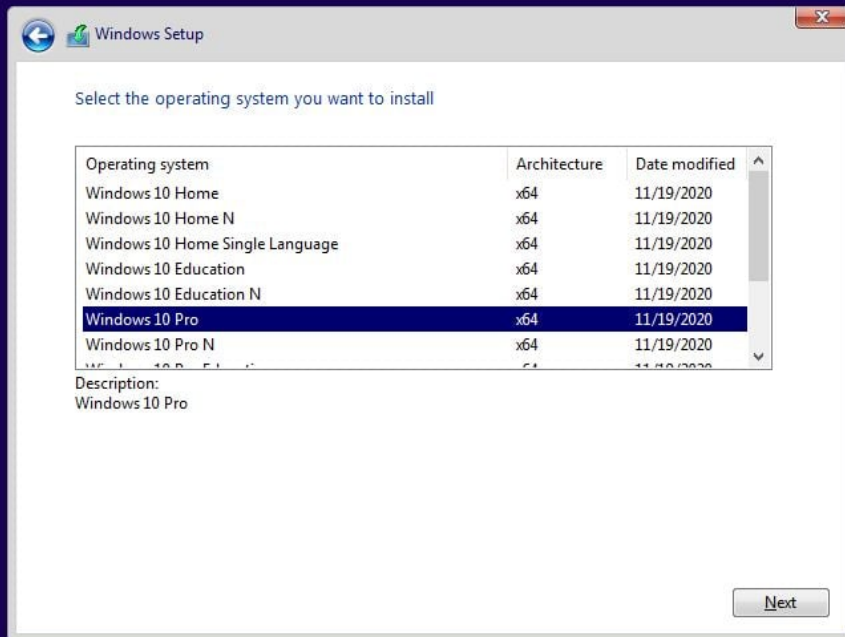 Windows Setup
Select the operating system you want to install
Operating system Architecture Date modified
Windows 10 Home x64 11/19/2020
Windows 10 Home N x64 11/19/2020
Windows 10 Home Single Language x64 11/19/2020
Windows 10 Education x64 11/19/2020
Windows 10 Education N x64 11/19/2020
Windows 10 Pro x64 11/19/2020
Windows 10 Pro N x64 11/19/2020
Description:
Windows 10 Pro
Next